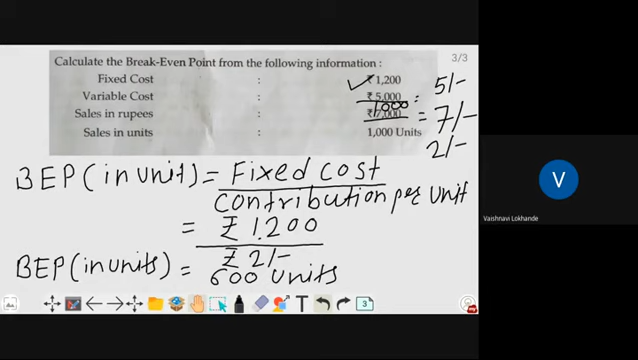 Calculate the Break-Even Point from the following information :
3/3
Fixed Cost : ₹ 1,200
Variable Cost : ₹ 5,000 : 5/-
1000
Sales in rupees : ₹ 7,000 = 7/-
Sales in units : 1,000 Units
2/-
BEP (in unit) = Fixed cost
contribution per unit
= ₹ 1,200
₹ 2/-
BEP (in units) = 600 units
V
Vaishnavi Lokhande
T
3